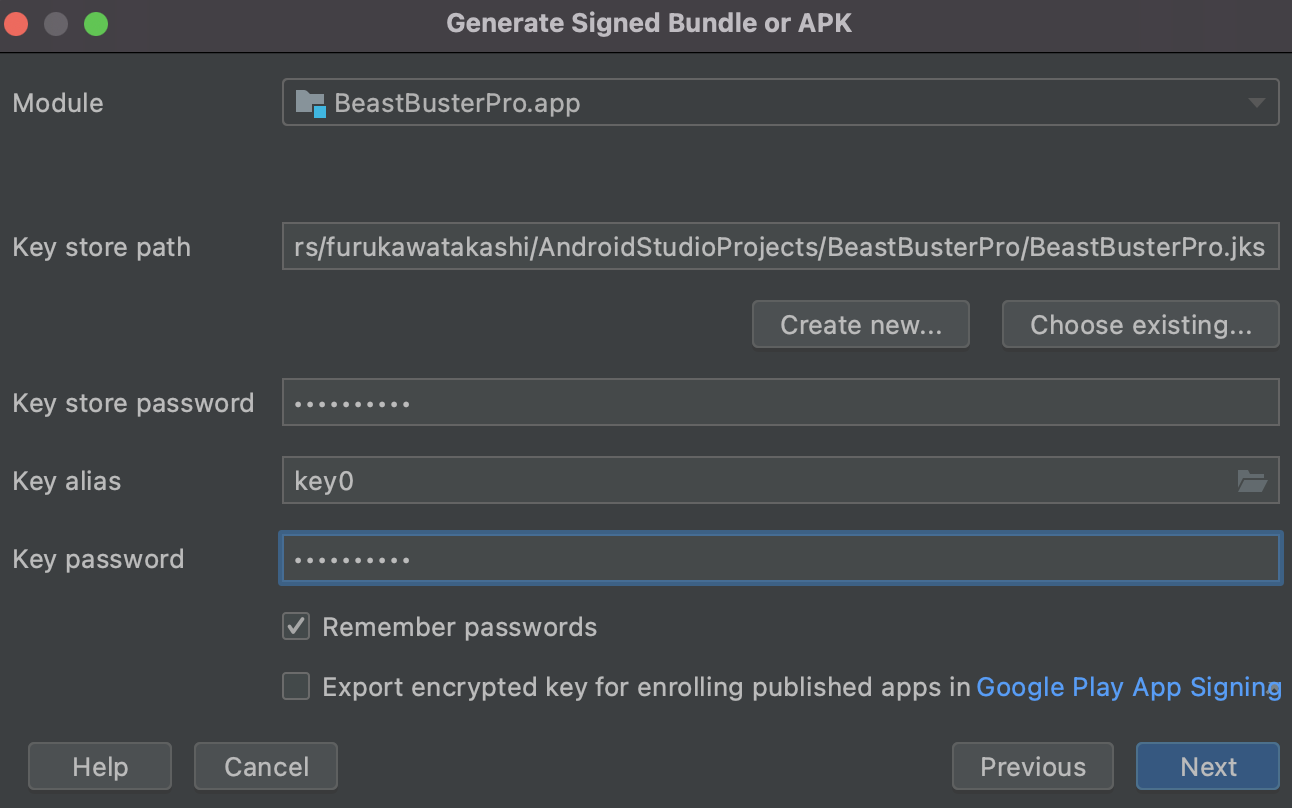 Generate Signed Bundle or APK
Module
BeastBusterPro.app
Key store path
rs/furukawatakashi/AndroidStudioProjects/BeastBusterPro/BeastBusterPro.jks
Create new...
Choose existing...
Key store password
••••••••••
Key alias
key0
Key password
••••••••••
Remember passwords
Export encrypted key for enrolling published apps in Google Play App Signing
Help
Cancel
Previous
Next